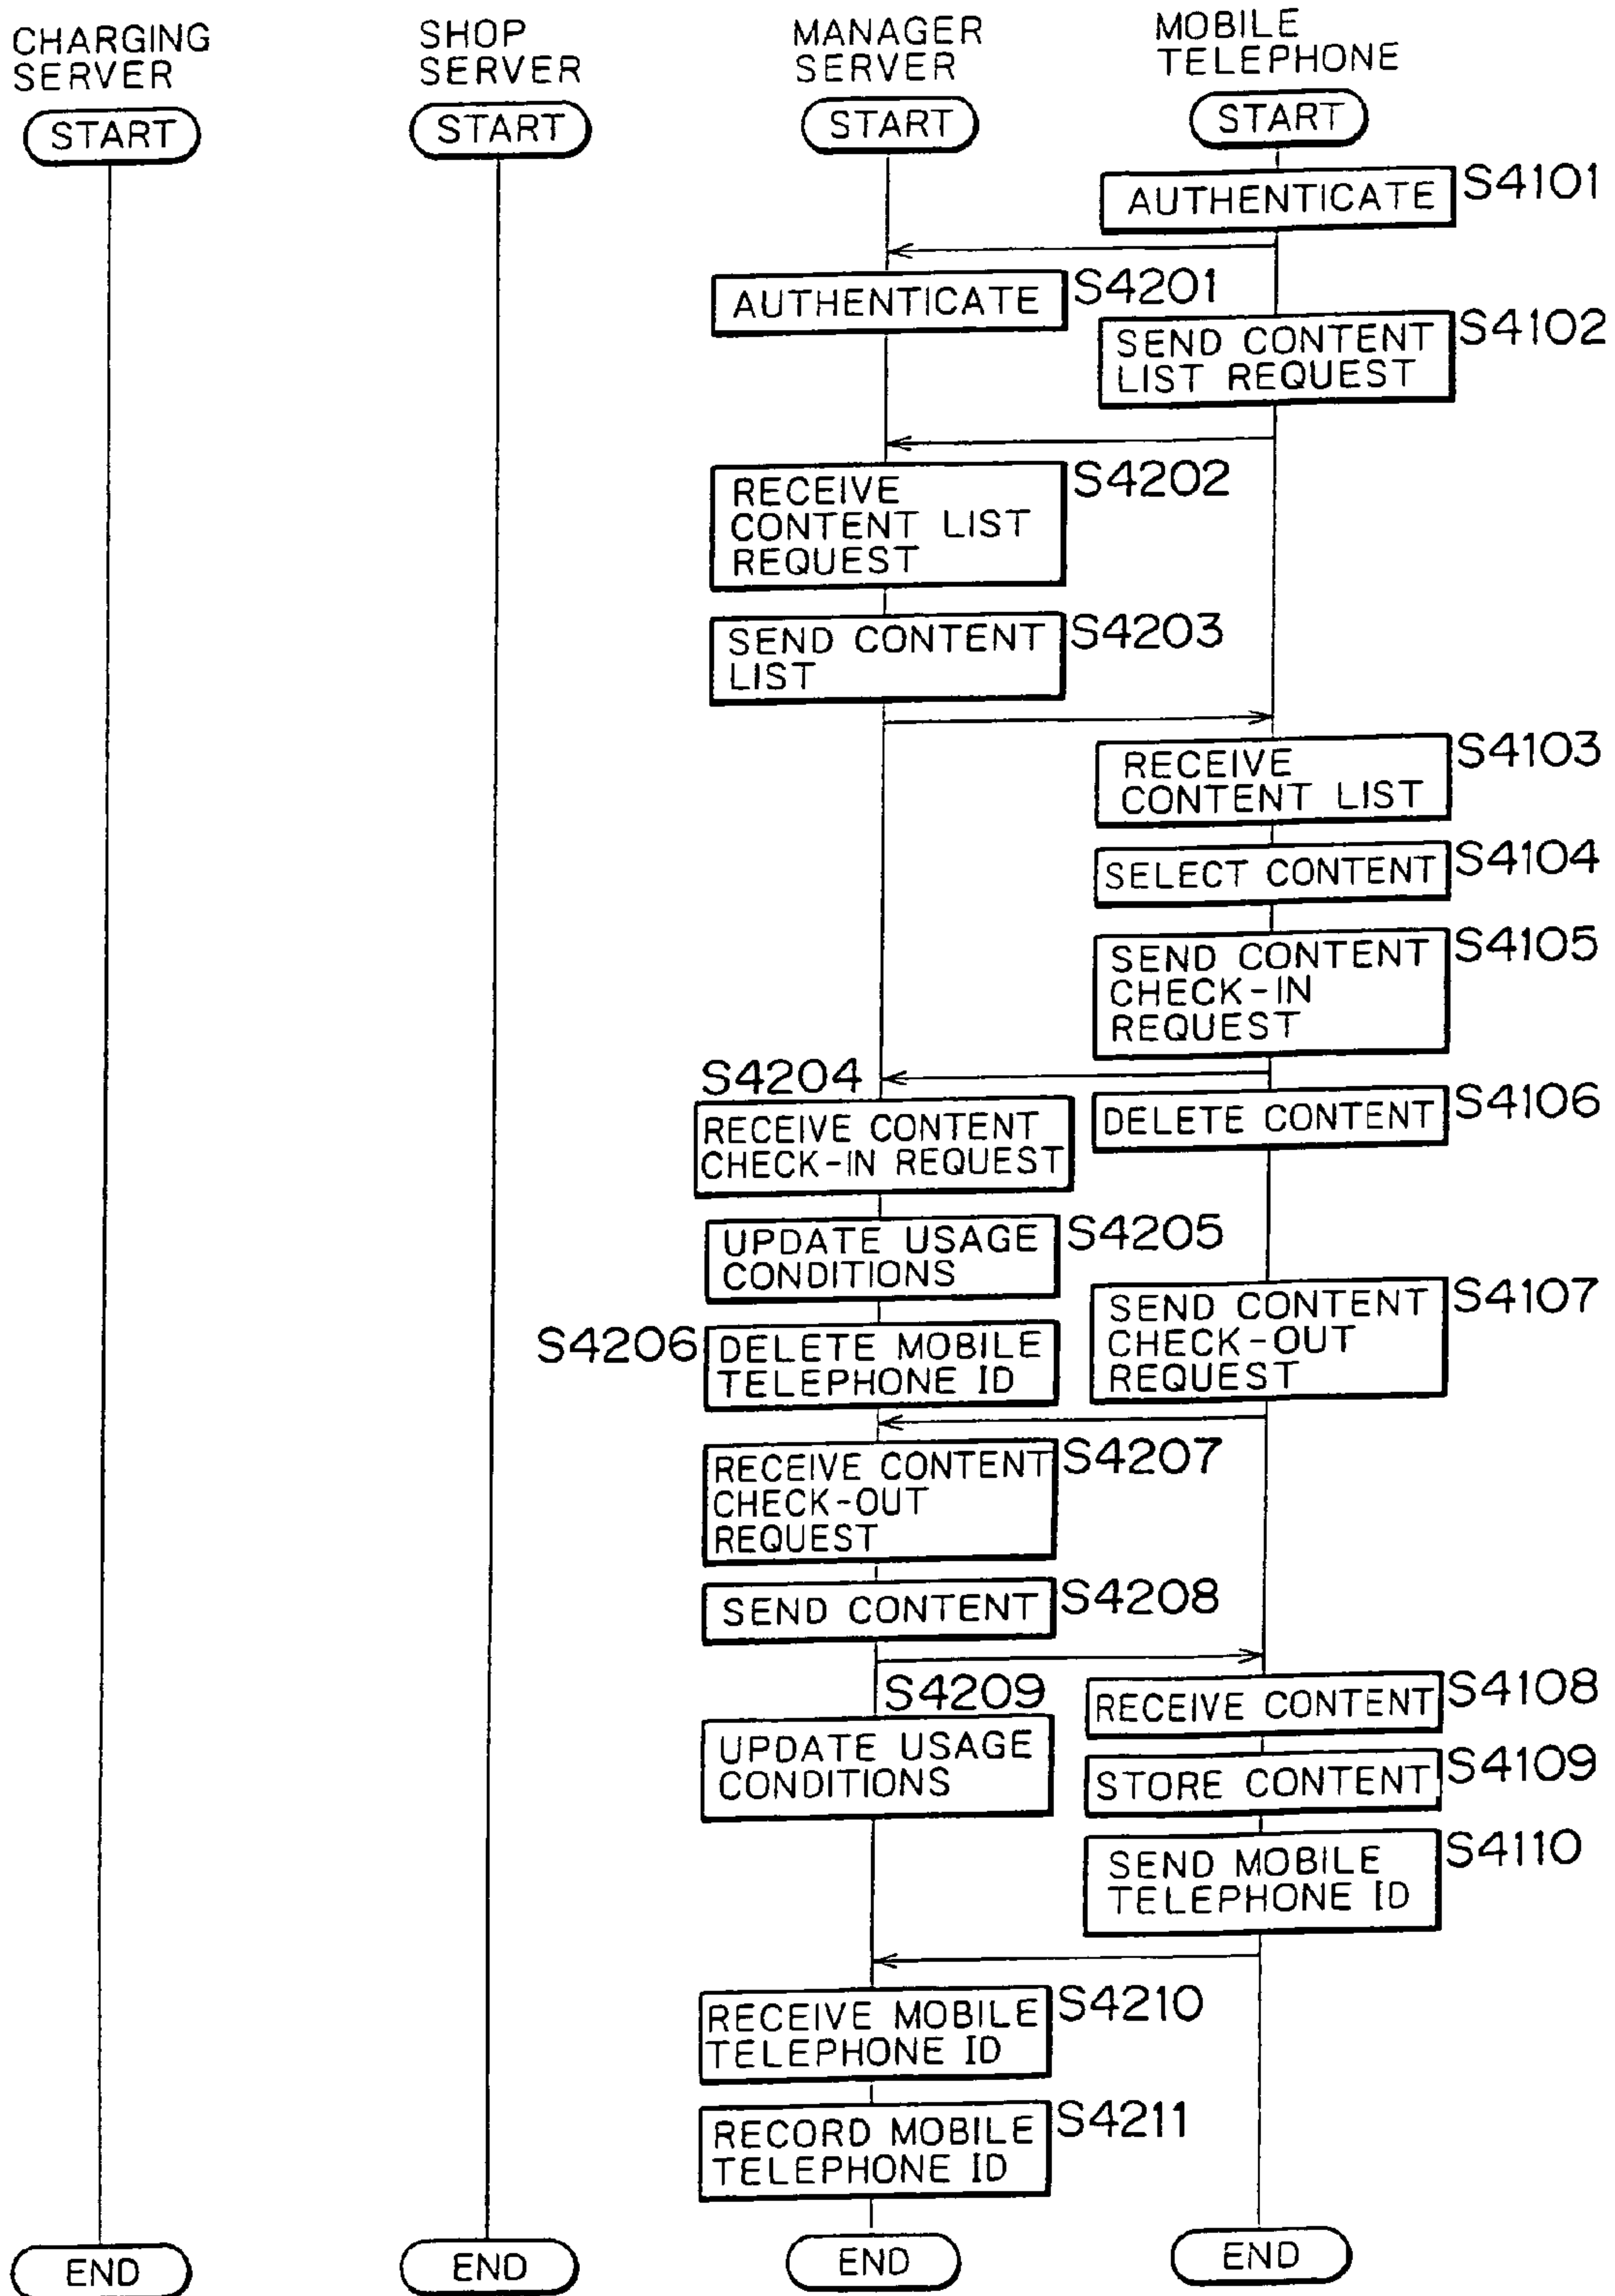 CHARGING
SERVER
SHOP
SERVER
MANAGER
SERVER
MOBILE
TELEPHONE
START
START
START
START
AUTHENTICATE
S4101
AUTHENTICATE
S4201
SEND CONTENT
LIST REQUEST
S4102
RECEIVE
CONTENT LIST
REQUEST
S4202
SEND CONTENT
LIST
S4203
RECEIVE
CONTENT LIST
S4103
SELECT CONTENT
S4104
SEND CONTENT
CHECK-IN
REQUEST
S4105
S4204
RECEIVE CONTENT
CHECK-IN REQUEST
DELETE CONTENT
S4106
UPDATE USAGE
CONDITIONS
S4205
S4206
DELETE MOBILE
TELEPHONE ID
SEND CONTENT
CHECK-OUT
REQUEST
S4107
RECEIVE CONTENT
CHECK-OUT
REQUEST
S4207
SEND CONTENT
S4208
S4209
UPDATE USAGE
CONDITIONS
RECEIVE CONTENT
S4108
STORE CONTENT
S4109
SEND MOBILE
TELEPHONE ID
S4110
RECEIVE MOBILE
TELEPHONE ID
S4210
RECORD MOBILE
TELEPHONE ID
S4211
END
END
END
END